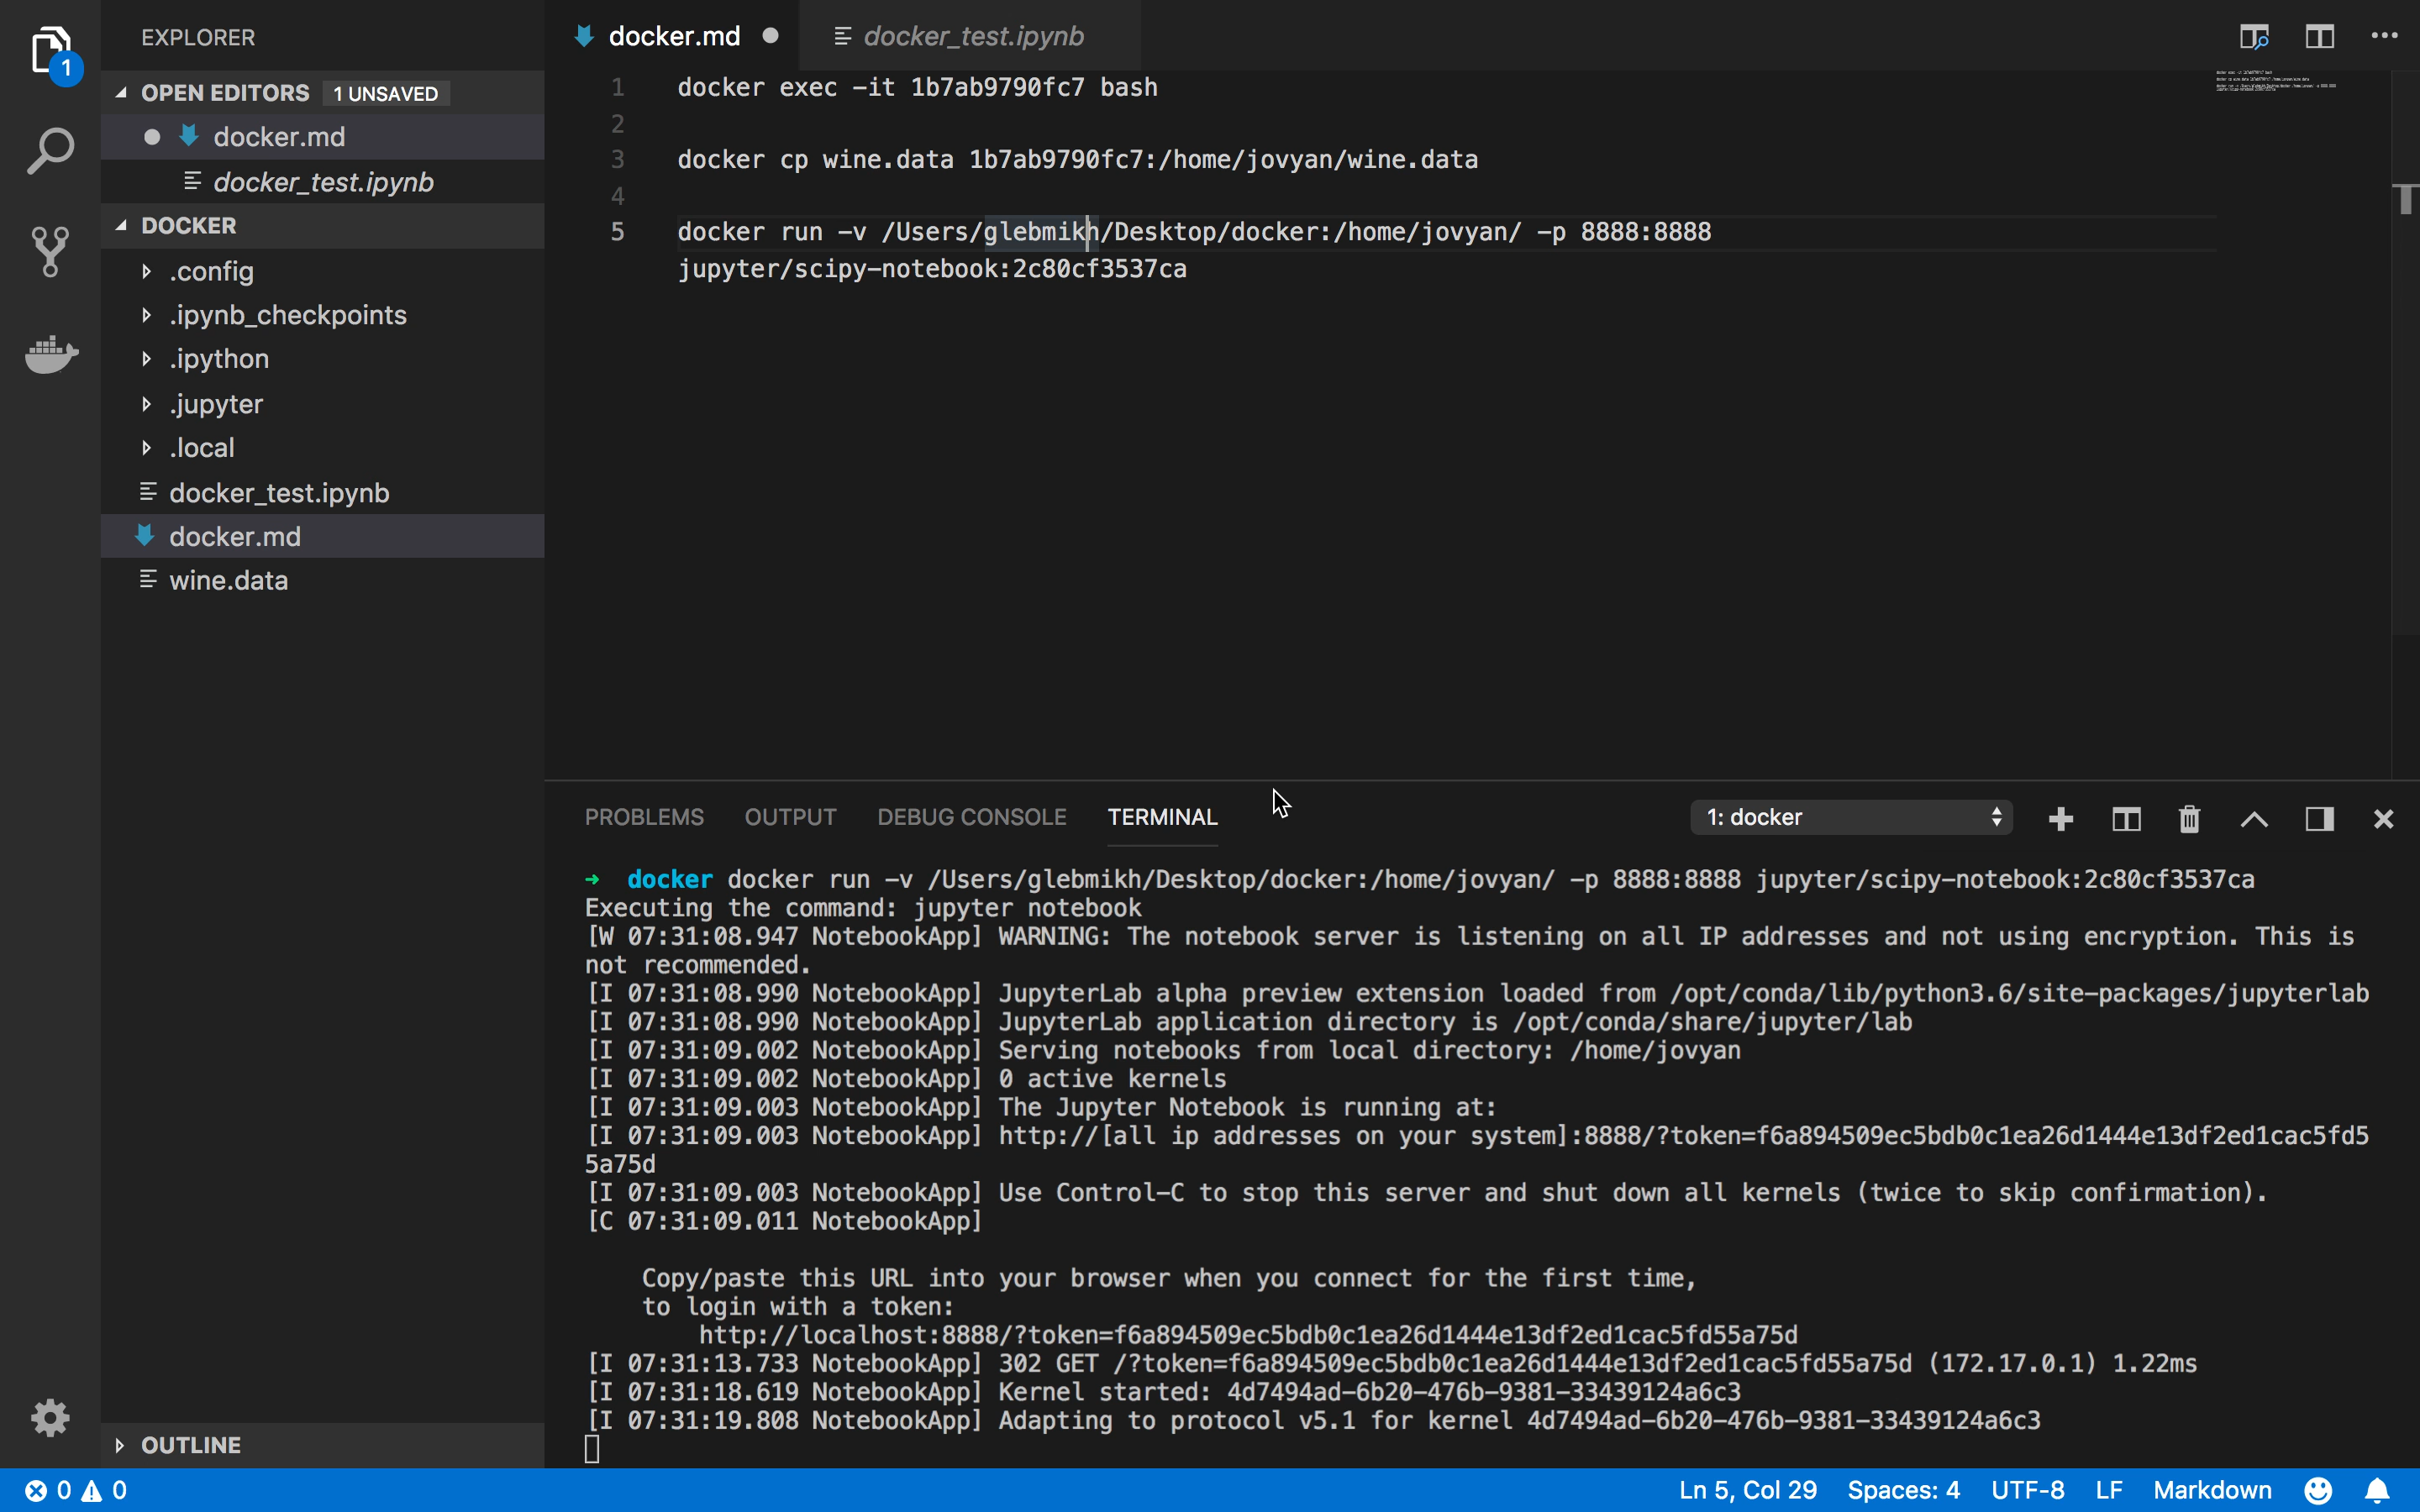 EXPLORER
1
OPEN EDITORS 1 UNSAVED
docker.md
docker_test.ipynb
DOCKER
.config
.ipynb_checkpoints
.ipython
.jupyter
.local
docker_test.ipynb
docker.md
wine.data
OUTLINE
docker.md docker_test.ipynb
1 docker exec -it 1b7ab9790fc7 bash
2
3 docker cp wine.data 1b7ab9790fc7:/home/jovyan/wine.data
4
5 docker run -v /Users/glebmikh/Desktop/docker:/home/jovyan/ -p 8888:8888
jupyter/scipy-notebook:2c80cf3537ca
PROBLEMS OUTPUT DEBUG CONSOLE TERMINAL 1: docker
→ docker docker run -v /Users/glebmikh/Desktop/docker:/home/jovyan/ -p 8888:8888 jupyter/scipy-notebook:2c80cf3537ca
Executing the command: jupyter notebook
[W 07:31:08.947 NotebookApp] WARNING: The notebook server is listening on all IP addresses and not using encryption. This is
not recommended.
[I 07:31:08.990 NotebookApp] JupyterLab alpha preview extension loaded from /opt/conda/lib/python3.6/site-packages/jupyterlab
[I 07:31:08.990 NotebookApp] JupyterLab application directory is /opt/conda/share/jupyter/lab
[I 07:31:09.002 NotebookApp] Serving notebooks from local directory: /home/jovyan
[I 07:31:09.002 NotebookApp] 0 active kernels
[I 07:31:09.003 NotebookApp] The Jupyter Notebook is running at:
[I 07:31:09.003 NotebookApp] http://[all ip addresses on your system]:8888/?token=f6a894509ec5bdb0c1ea26d1444e13df2ed1cac5fd5
5a75d
[I 07:31:09.003 NotebookApp] Use Control-C to stop this server and shut down all kernels (twice to skip confirmation).
[C 07:31:09.011 NotebookApp]
Copy/paste this URL into your browser when you connect for the first time,
to login with a token:
http://localhost:8888/?token=f6a894509ec5bdb0c1ea26d1444e13df2ed1cac5fd55a75d
[I 07:31:13.733 NotebookApp] 302 GET /?token=f6a894509ec5bdb0c1ea26d1444e13df2ed1cac5fd55a75d (172.17.0.1) 1.22ms
[I 07:31:18.619 NotebookApp] Kernel started: 4d7494ad-6b20-476b-9381-33439124a6c3
[I 07:31:19.808 NotebookApp] Adapting to protocol v5.1 for kernel 4d7494ad-6b20-476b-9381-33439124a6c3
0 0 Ln 5, Col 29 Spaces: 4 UTF-8 LF Markdown